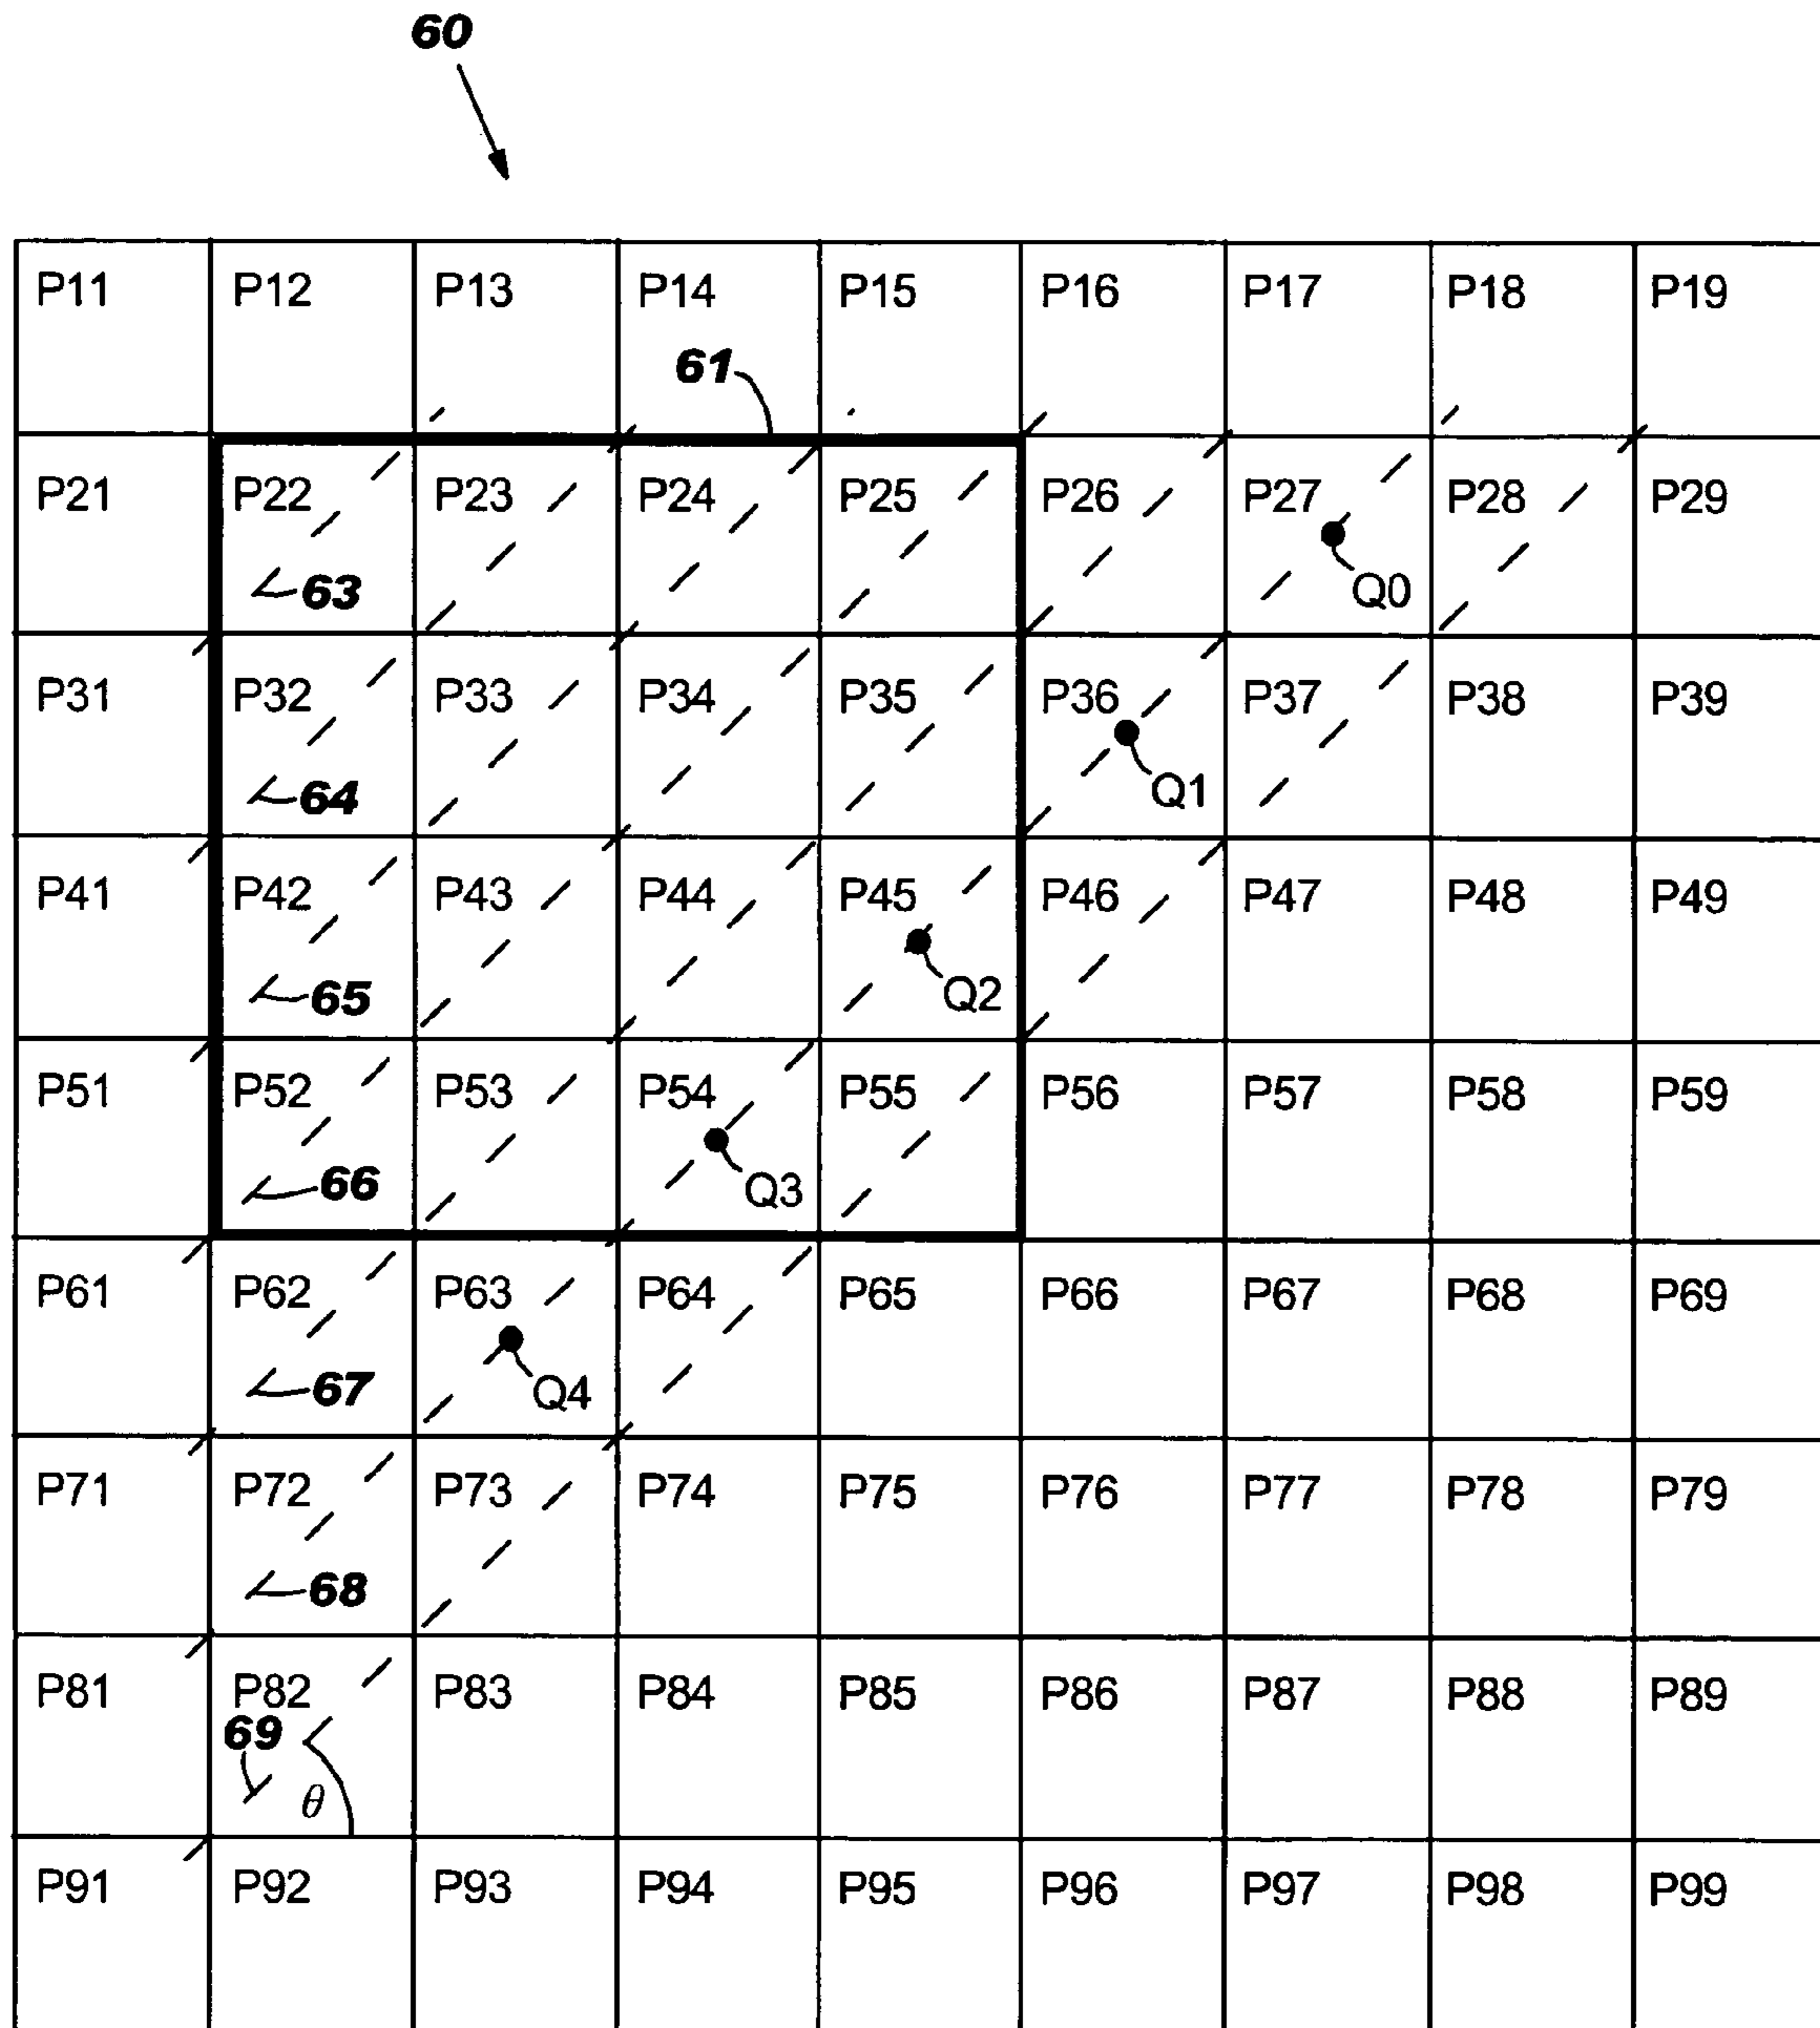 60
P11 P12 P13 P14 P15 P16 P17 P18 P19
61
P21 P22 P23 P24 P25 P26 P27 P28 P29
63 Q0
P31 P32 P33 P34 P35 P36 P37 P38 P39
64 Q1
P41 P42 P43 P44 P45 P46 P47 P48 P49
65 Q2
P51 P52 P53 P54 P55 P56 P57 P58 P59
66 Q3
P61 P62 P63 P64 P65 P66 P67 P68 P69
67 Q4
P71 P72 P73 P74 P75 P76 P77 P78 P79
68
P81 P82 P83 P84 P85 P86 P87 P88 P89
69
θ
P91 P92 P93 P94 P95 P96 P97 P98 P99